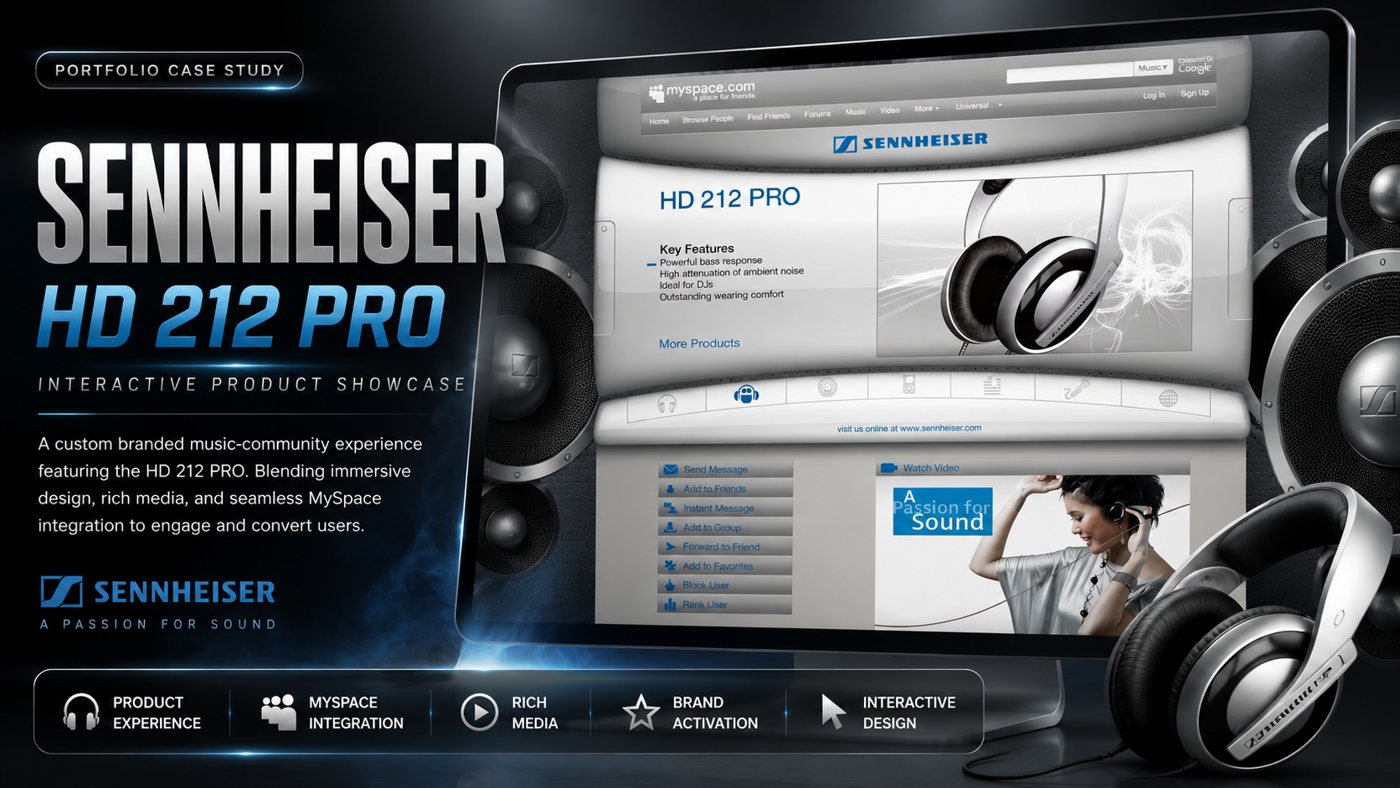 PORTFOLIO CASE STUDY
SENNHEISER
HD 212 PRO
INTERACTIVE PRODUCT SHOWCASE
A custom branded music-community experience
featuring the HD 212 PRO. Blending immersive
design, rich media, and seamless MySpace
integration to engage and convert users.
SENNHEISER
A PASSION FOR SOUND
myspace.com
a place for friends
Music
Google
Home Browse People Find Friends Forums Music Video More Universal...
Log In Sign Up
SENNHEISER
HD 212 PRO
Key Features
Powerful bass response
High attenuation of ambient noise
Ideal for DJs
Outstanding wearing comfort
More Products
visit us online at www.sennheiser.com
Send Message
Add to Friends
Instant Message
Add to Group
Forward to Friend
Add to Favorites
Block User
Rank User
Watch Video
A
Passion for
Sound
PRODUCT
EXPERIENCE
MYSPACE
INTEGRATION
RICH
MEDIA
BRAND
ACTIVATION
INTERACTIVE
DESIGN